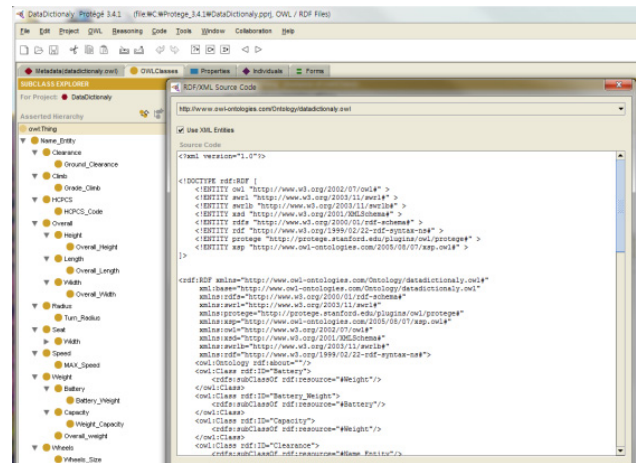 DataDictionaly Protégé 3.4.1 (file:₩C:₩Protege_3.4.1₩DataDictionaly.pprj, OWL / RDF Files)
File Edit Project OWL Reasoning Code Tools Window Collaboration Help
Metadata(datadictionaly.owl) OWLClasses Properties Individuals Forms
SUBCLASS EXPLORER
For Project: DataDictionaly
Asserted Hierarchy
owl:Thing
Name_Entity
Clearance
Ground_Clearance
Climb
Grade_Climb
HCPCS
HCPCS_Code
Overall
Height
Overall_Height
Length
Overall_Length
Width
Overall_Width
Radius
Turn_Radius
Seat
Width
Speed
MAX_Speed
Weight
Battery
Battery_Weight
Capacity
Weight_Capacity
Overall_weight
Wheels
Wheels_Size
RDF/XML Source Code
http://www.owl-ontologies.com/Ontology/datadictionaly.owl
Use XML Entities
Source Code
<?xml version="1.0"?>
<!DOCTYPE rdf:RDF [
<!ENTITY owl "http://www.w3.org/2002/07/owl#" >
<!ENTITY swrl "http://www.w3.org/2003/11/swrl#" >
<!ENTITY swrlb "http://www.w3.org/2003/11/swrlb#" >
<!ENTITY xsd "http://www.w3.org/2001/XMLSchema#" >
<!ENTITY rdfs "http://www.w3.org/2000/01/rdf-schema#" >
<!ENTITY rdf "http://www.w3.org/1999/02/22-rdf-syntax-ns#" >
<!ENTITY protege "http://protege.stanford.edu/plugins/owl/protege#" >
<!ENTITY xsp "http://www.owl-ontologies.com/2005/08/07/xsp.owl#" >
]>
<rdf:RDF xmlns="http://www.owl-ontologies.com/Ontology/datadictionaly.owl#"
xml:base="http://www.owl-ontologies.com/Ontology/datadictionaly.owl"
xmlns:rdfs="http://www.w3.org/2000/01/rdf-schema#"
xmlns:swrl="http://www.w3.org/2003/11/swrl#"
xmlns:protege="http://protege.stanford.edu/plugins/owl/protege#"
xmlns:xsp="http://www.owl-ontologies.com/2005/08/07/xsp.owl#"
xmlns:owl="http://www.w3.org/2002/07/owl#"
xmlns:xsd="http://www.w3.org/2001/XMLSchema#"
xmlns:swrlb="http://www.w3.org/2003/11/swrlb#"
xmlns:rdf="http://www.w3.org/1999/02/22-rdf-syntax-ns#">
<owl:Ontology rdf:about=""/>
<owl:Class rdf:ID="Battery">
<rdfs:subClassOf rdf:resource="#Weight"/>
</owl:Class>
<owl:Class rdf:ID="Battery_Weight">
<rdfs:subClassOf rdf:resource="#Battery"/>
</owl:Class>
<owl:Class rdf:ID="Capacity">
<rdfs:subClassOf rdf:resource="#Weight"/>
</owl:Class>
<owl:Class rdf:ID="Clearance">
<rdfs:subClassOf rdf:resource="#Name_Entity"/>